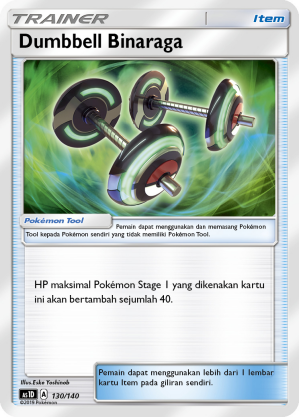 TRAINER
Item
Dumbbell Binaraga
Pokémon Tool
Pemain dapat menggunakan dan memasang Pokémon
Tool kepada Pokémon sendiri yang tidak memiliki Pokémon Tool.
HP maksimal Pokémon Stage 1 yang dikenakan kartu
ini akan bertambah sejumlah 40.
Illus.Eske Yoshinob
Pemain dapat menggunakan lebih dari 1 lembar
kartu Item pada giliran sendiri.
AS1D A 130/140
©2019 Pokémon